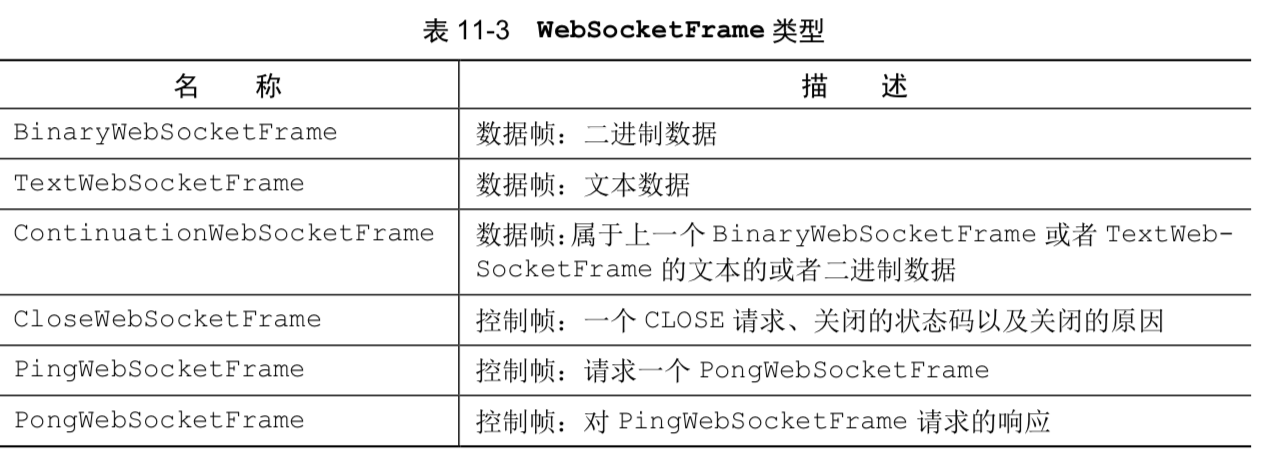 表 11-3 WebSocketFrame 类型
名 称 描 述
BinaryWebSocketFrame 数据帧：二进制数据
TextWebSocketFrame 数据帧：文本数据
ContinuationWebSocketFrame 数据帧：属于上一个 BinaryWebSocketFrame 或者 TextWeb-
SocketFrame 的文本的或者二进制数据
CloseWebSocketFrame 控制帧：一个 CLOSE 请求、关闭的状态码以及关闭的原因
PingWebSocketFrame 控制帧：请求一个 PongWebSocketFrame
PongWebSocketFrame 控制帧：对 PingWebSocketFrame 请求的响应